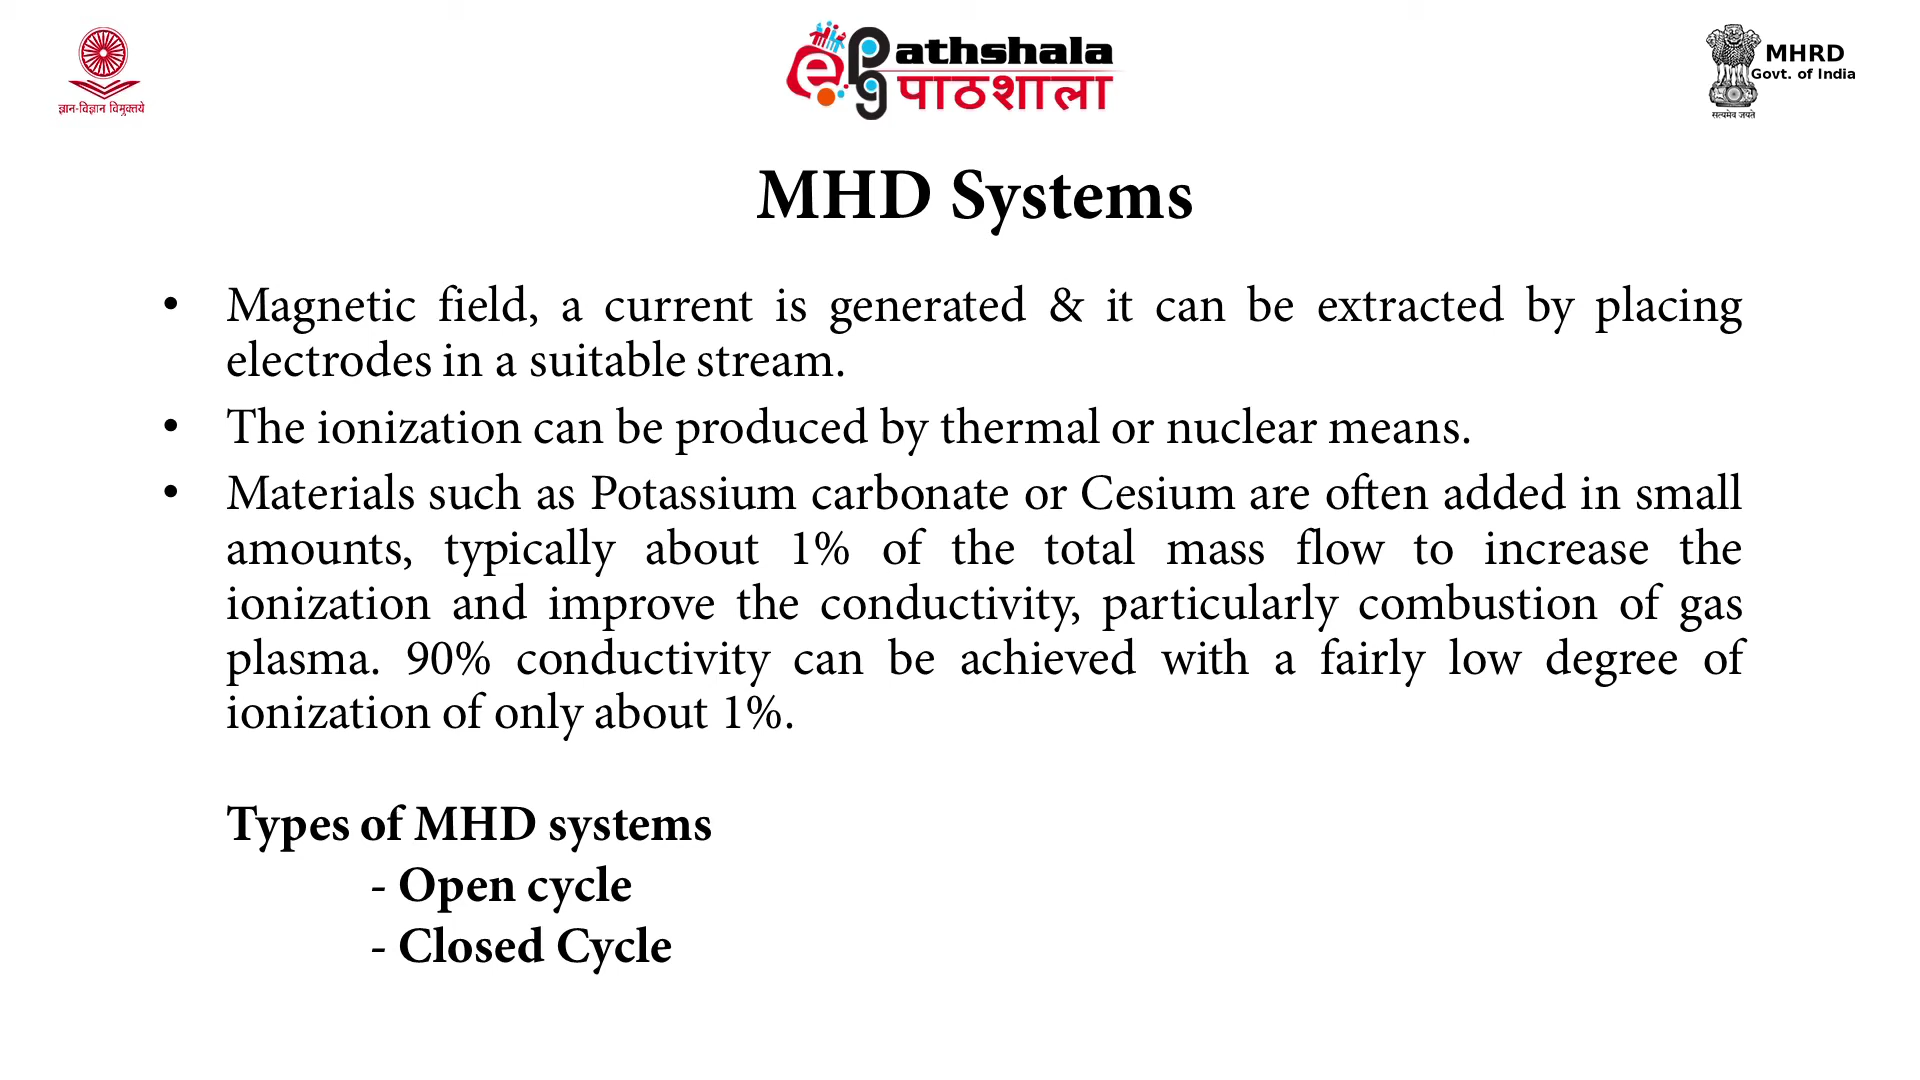 ज्ञान-विज्ञान विमुक्तये
e PG athshala
पाठशाला
MHRD
Govt. of India
सत्यमेव जयते
MHD Systems
• Magnetic field, a current is generated & it can be extracted by placing
electrodes in a suitable stream.
• The ionization can be produced by thermal or nuclear means.
• Materials such as Potassium carbonate or Cesium are often added in small
amounts, typically about 1% of the total mass flow to increase the
ionization and improve the conductivity, particularly combustion of gas
plasma. 90% conductivity can be achieved with a fairly low degree of
ionization of only about 1%.
Types of MHD systems
- Open cycle
- Closed Cycle